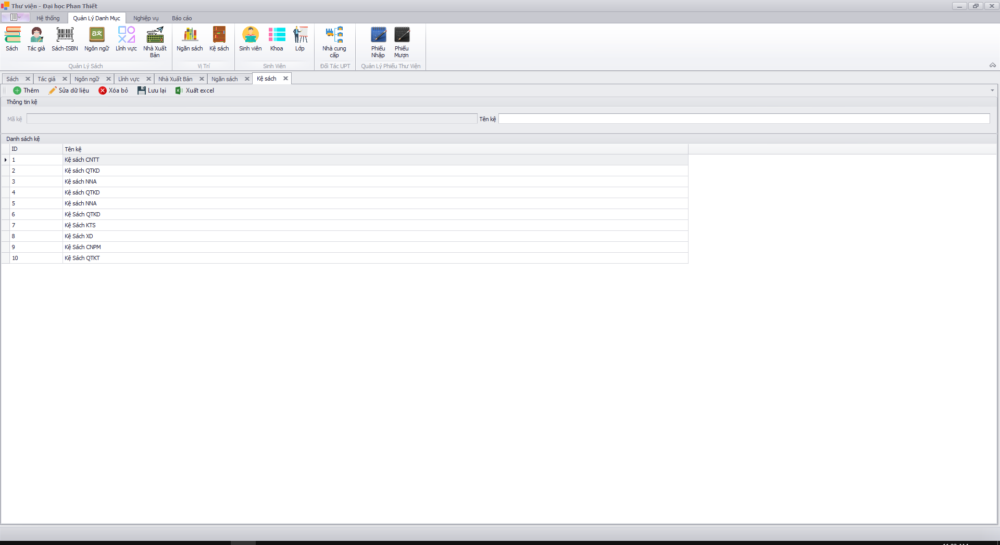 Thư viện - Đại học Phan Thiết
Hệ thống Quản Lý Danh Mục Nghiệp vụ Báo cáo
Sách Tác giả Sách-ISBN Ngôn ngữ Lĩnh vực Nhà Xuất Bản Ngăn sách Kệ sách Sinh viên Khoa Lớp Nhà cung cấp Phiếu Nhập Phiếu Mượn
Quản Lý Sách Vị Trí Sinh Viên Đối Tác UPT Quản Lý Phiếu Thư Viện
Sách Tác giả Ngôn ngữ Lĩnh vực Nhà Xuất Bản Ngăn sách Kệ sách
Thêm Sửa dữ liệu Xóa bỏ Lưu lại Xuất excel
Thông tin kệ
Mã kệ Tên kệ
Danh sách kệ
ID Tên kệ
1 Kệ sách CNTT
2 Kệ sách QTKD
3 Kệ sách NNA
4 Kệ sách QTKD
5 Kệ sách NNA
6 Kệ Sách QTKD
7 Kệ Sách KTS
8 Kệ Sách XD
9 Kệ Sách CNPM
10 Kệ Sách QTKT